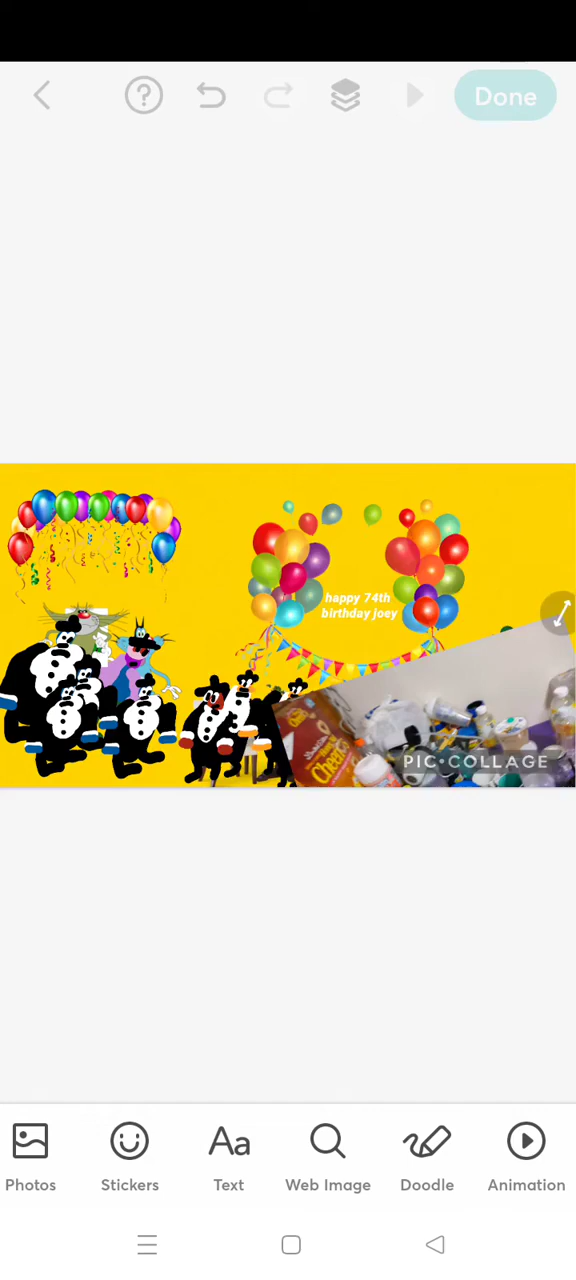 Done
happy 74th
birthday joey
PIC•COLLAGE
Photos
Stickers
Aa
Text
Web Image
Doodle
Animation